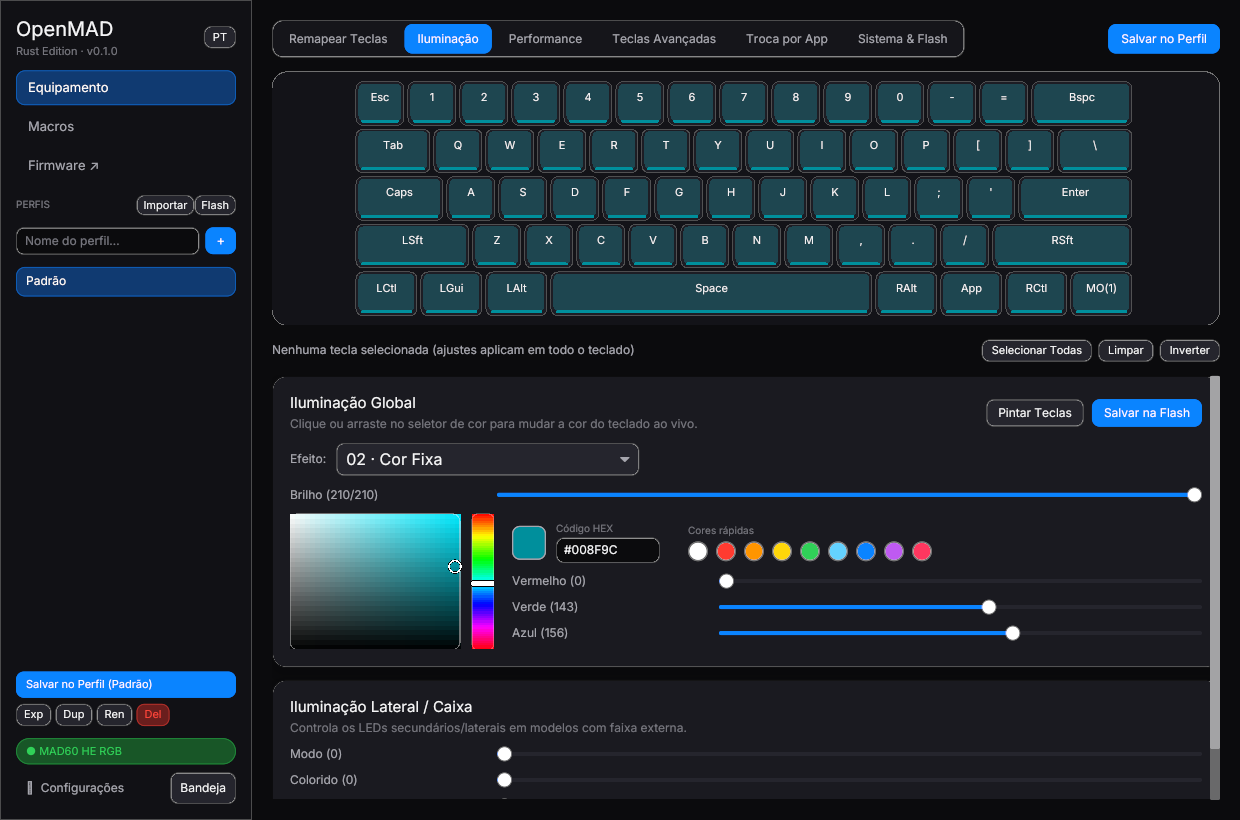 OpenMAD
Rust Edition · v0.1.0
PT
Equipamento
Macros
Firmware ↗
PERFIS
Importar
Flash
Nome do perfil...
+
Padrão
Salvar no Perfil (Padrão)
Exp
Dup
Ren
Del
MAD60 HE RGB
Configurações
Bandeja
Remapear Teclas
Iluminação
Performance
Teclas Avançadas
Troca por App
Sistema & Flash
Salvar no Perfil
Esc 1 2 3 4 5 6 7 8 9 0 - = Bspc
Tab Q W E R T Y U I O P [ ] \
Caps A S D F G H J K L ; ' Enter
LSft Z X C V B N M , . / RSft
LCtl LGui LAlt Space RAlt App RCtl MO(1)
Nenhuma tecla selecionada (ajustes aplicam em todo o teclado)
Selecionar Todas
Limpar
Inverter
Iluminação Global
Clique ou arraste no seletor de cor para mudar a cor do teclado ao vivo.
Pintar Teclas
Salvar na Flash
Efeito:
02 · Cor Fixa
Brilho (210/210)
Código HEX
#008F9C
Cores rápidas
Vermelho (0)
Verde (143)
Azul (156)
Iluminação Lateral / Caixa
Controla os LEDs secundários/laterais em modelos com faixa externa.
Modo (0)
Colorido (0)